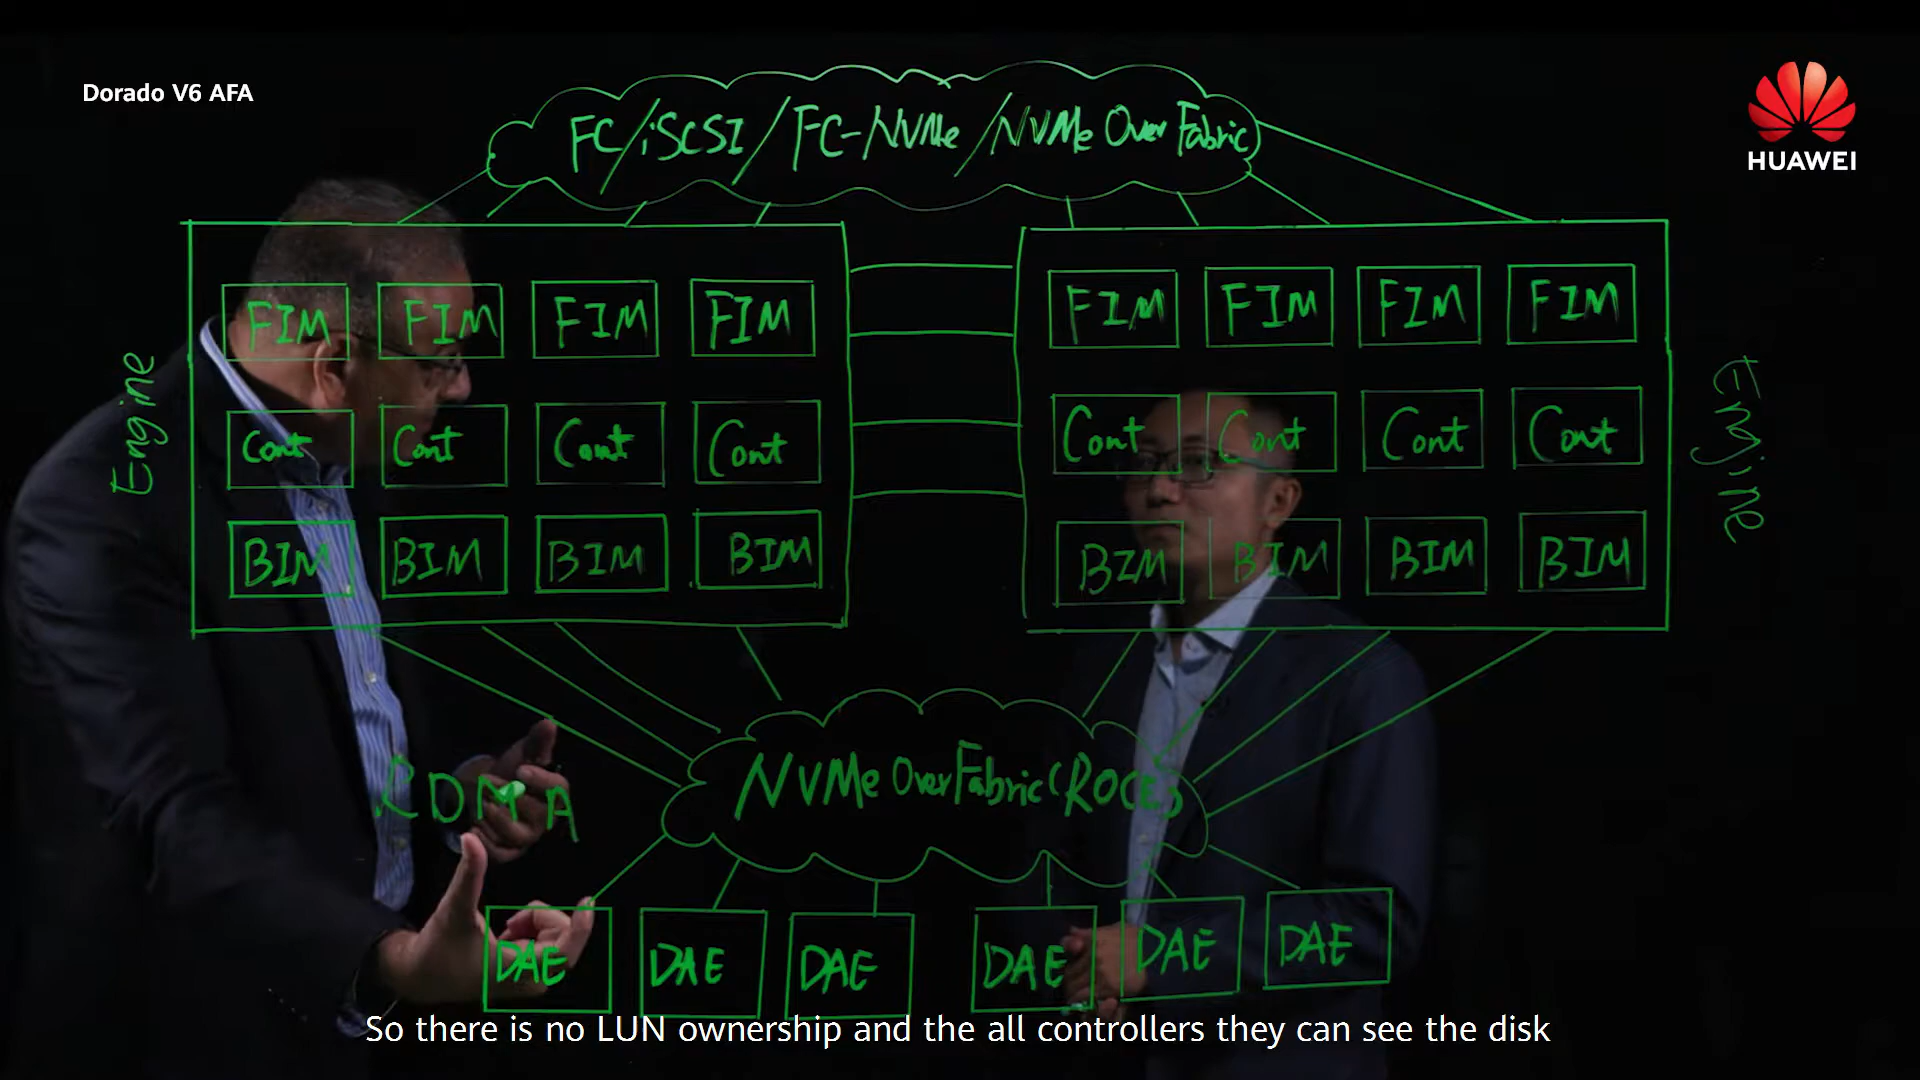 Dorado V6 AFA
HUAWEI
FC/iSCSI/FC-NVMe/NVMe Over Fabric
Engine
FIM FIM FIM FIM
Cont Cont Cont Cont
BIM BIM BIM BIM
FIM FIM FIM FIM
Cont Cont Cont Cont
BIM BIM BIM BIM
Engine
RDMA
NVMe Over Fabric (ROCE)
DAE DAE DAE DAE DAE DAE
So there is no LUN ownership and the all controllers they can see the disk